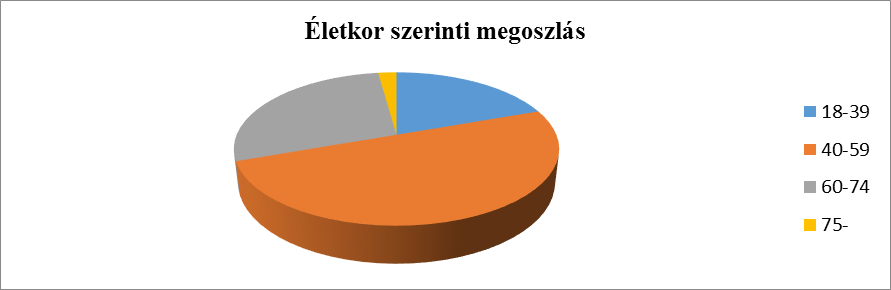 Életkor szerinti megoszlás
18-39
40-59
60-74
75-